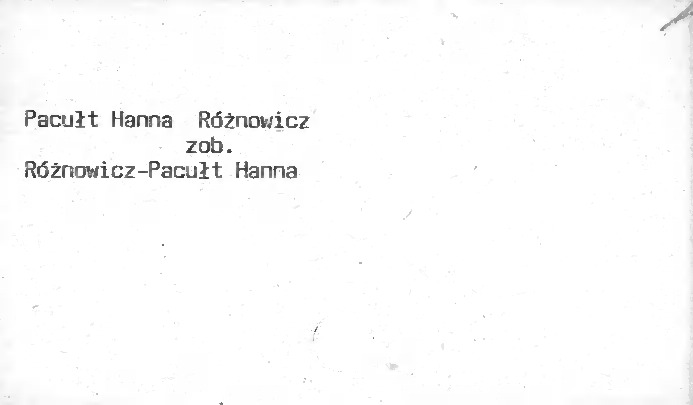 Pacułt Hanna  Różnowicz
zob.
Różnowicz-Pacułt Hanna